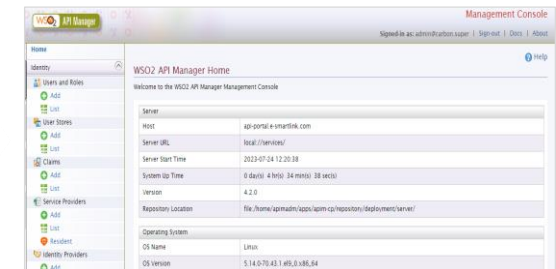 WSO2 API Manager
Management Console
Signed-in as: admin@carbon.super | Sign-out | Docs | About
Home
Help
Identity
Users and Roles
Add
List
User Stores
Add
List
Claims
Add
List
Service Providers
Add
List
Resident
Identity Providers
Add
WSO2 API Manager Home
Welcome to the WSO2 API Manager Management Console
Server
Host api-portal.e-smartlink.com
Server URL local://services/
Server Start Time 2023-07-24 12:20:38
System Up Time 0 day(s) 4 hr(s) 34 min(s) 38 sec(s)
Version 4.2.0
Repository Location file:/home/apimadm/apps/apim-cp/repository/deployment/server/
Operating System
OS Name Linux
OS Version 5.14.0-70.43.1.el9_0.x86_64